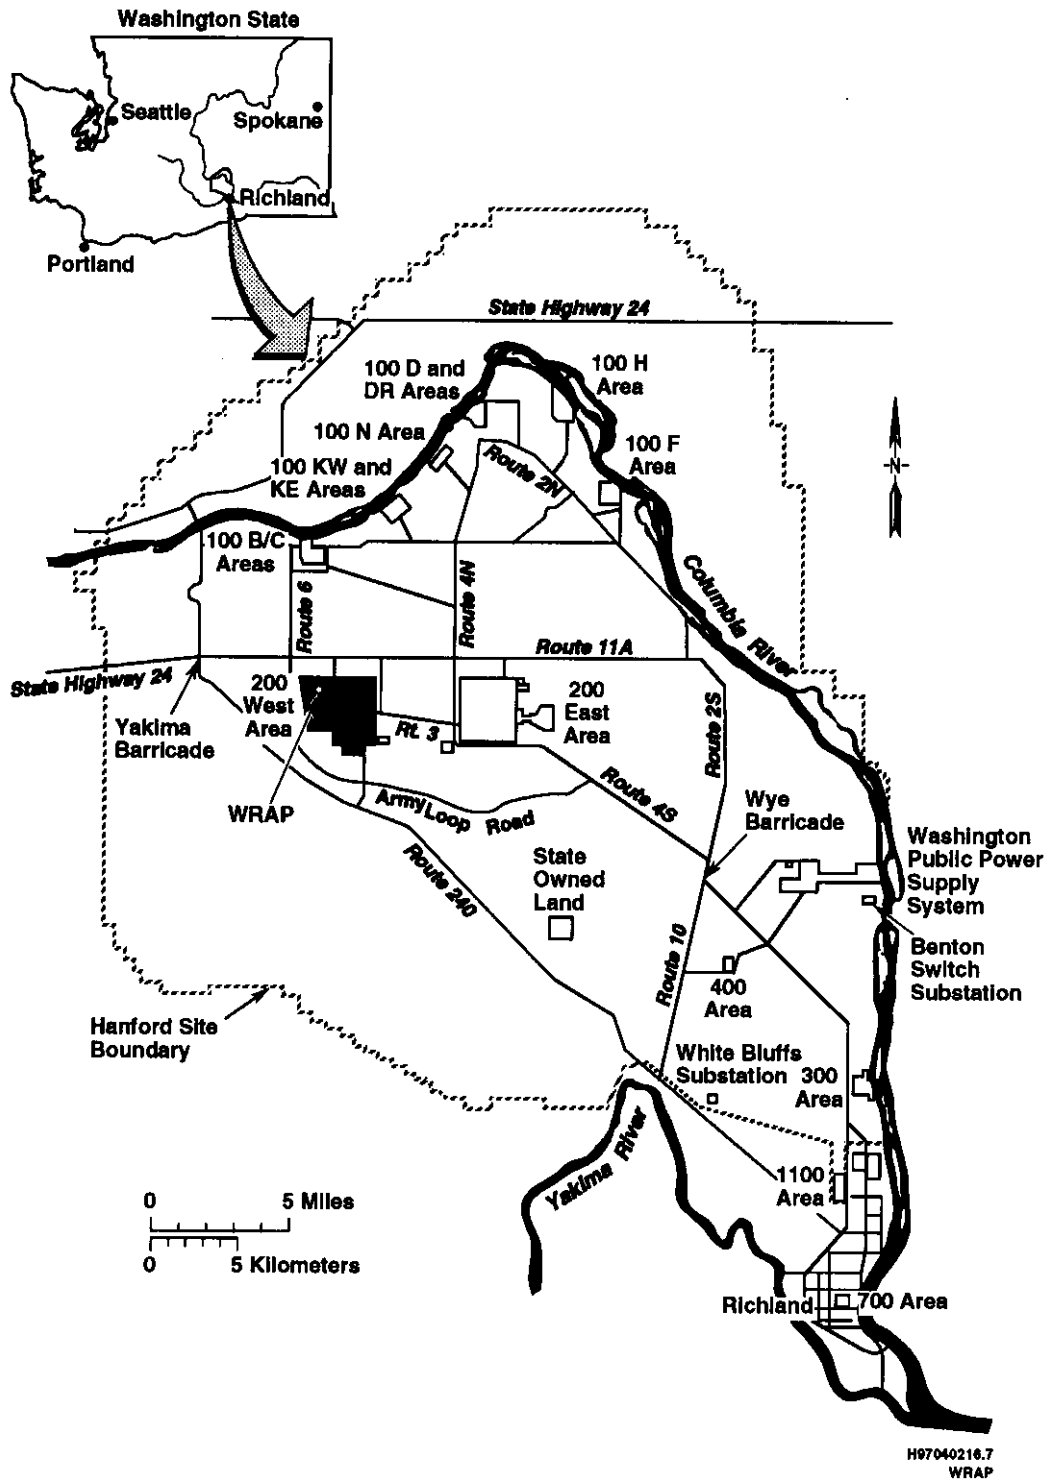 Washington State
Seattle
Spokane
Richland
Portland
State Highway 24
100 D and
DR Areas
100 H
Area
100 N Area
100 F
Area
100 KW and
KE Areas
Route 2N
-N-
100 B/C
Areas
Route 6
Route 4N
Columbia River
Route 11A
State Highway 24
200
West
Area
200
East
Area
Yakima
Barricade
Rt. 3
Route 2S
WRAP
Army Loop Road
Route 4S
Wye
Barricade
Route 240
State
Owned
Land
Washington
Public Power
Supply
System
Benton
Switch
Substation
Route 10
400
Area
Hanford Site
Boundary
White Bluffs
Substation
300
Area
Yakima River
1100
Area
0 5 Miles
0 5 Kilometers
Richland
700 Area
H97040216.7
WRAP